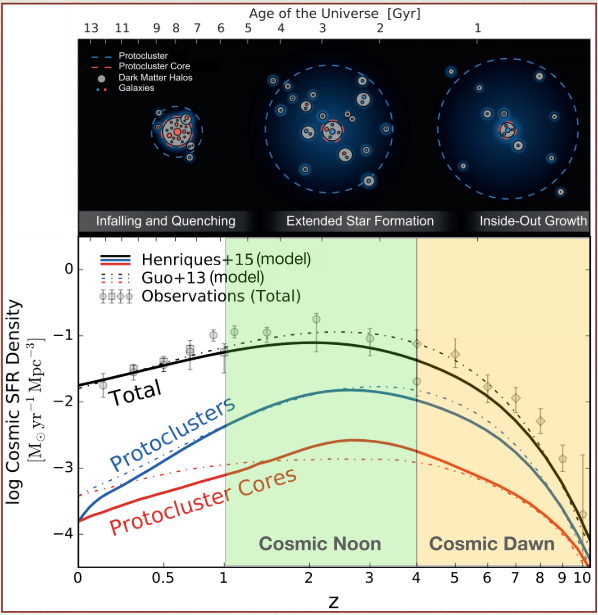 Age of the Universe [Gyr]
13 11 9 8 7 6 5 4 3 2 1
Protocluster
Protocluster Core
Dark Matter Halos
Galaxies
Infalling and Quenching
Extended Star Formation
Inside-Out Growth
Henriques+15 (model)
Guo+13 (model)
Observations (Total)
log Cosmic SFR Density
[M⊙ yr⁻¹ Mpc⁻³]
0
−1
−2
−3
−4
Total
Protoclusters
Protocluster Cores
Cosmic Noon
Cosmic Dawn
0 0.5 1 2 3 4 5 6 7 8 9 10
z